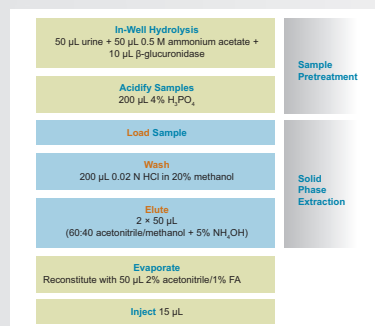 In-Well Hydrolysis
50 µL urine + 50 µL 0.5 M ammonium acetate +
10 µL β-glucuronidase
Sample
Pretreatment
Acidify Samples
200 µL 4% H₃PO₄
Load Sample
Wash
200 µL 0.02 N HCl in 20% methanol
Solid
Phase
Extraction
Elute
2 × 50 µL
(60:40 acetonitrile/methanol + 5% NH₄OH)
Evaporate
Reconstitute with 50 µL 2% acetonitrile/1% FA
Inject 15 µL